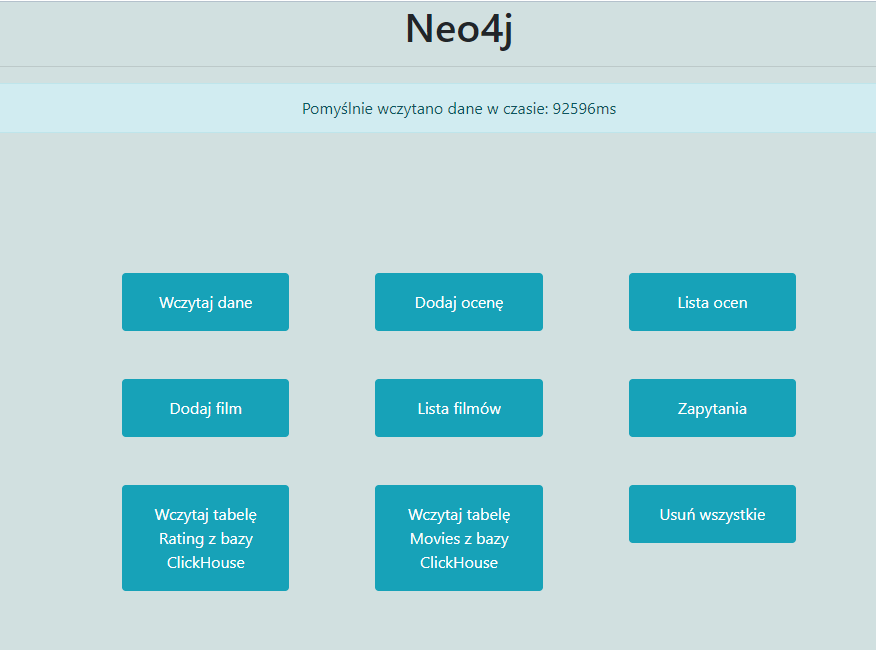 Neo4j
Pomyślnie wczytano dane w czasie: 92596ms
Wczytaj dane
Dodaj ocenę
Lista ocen
Dodaj film
Lista filmów
Zapytania
Wczytaj tabelę
Rating z bazy
ClickHouse
Wczytaj tabelę
Movies z bazy
ClickHouse
Usuń wszystkie